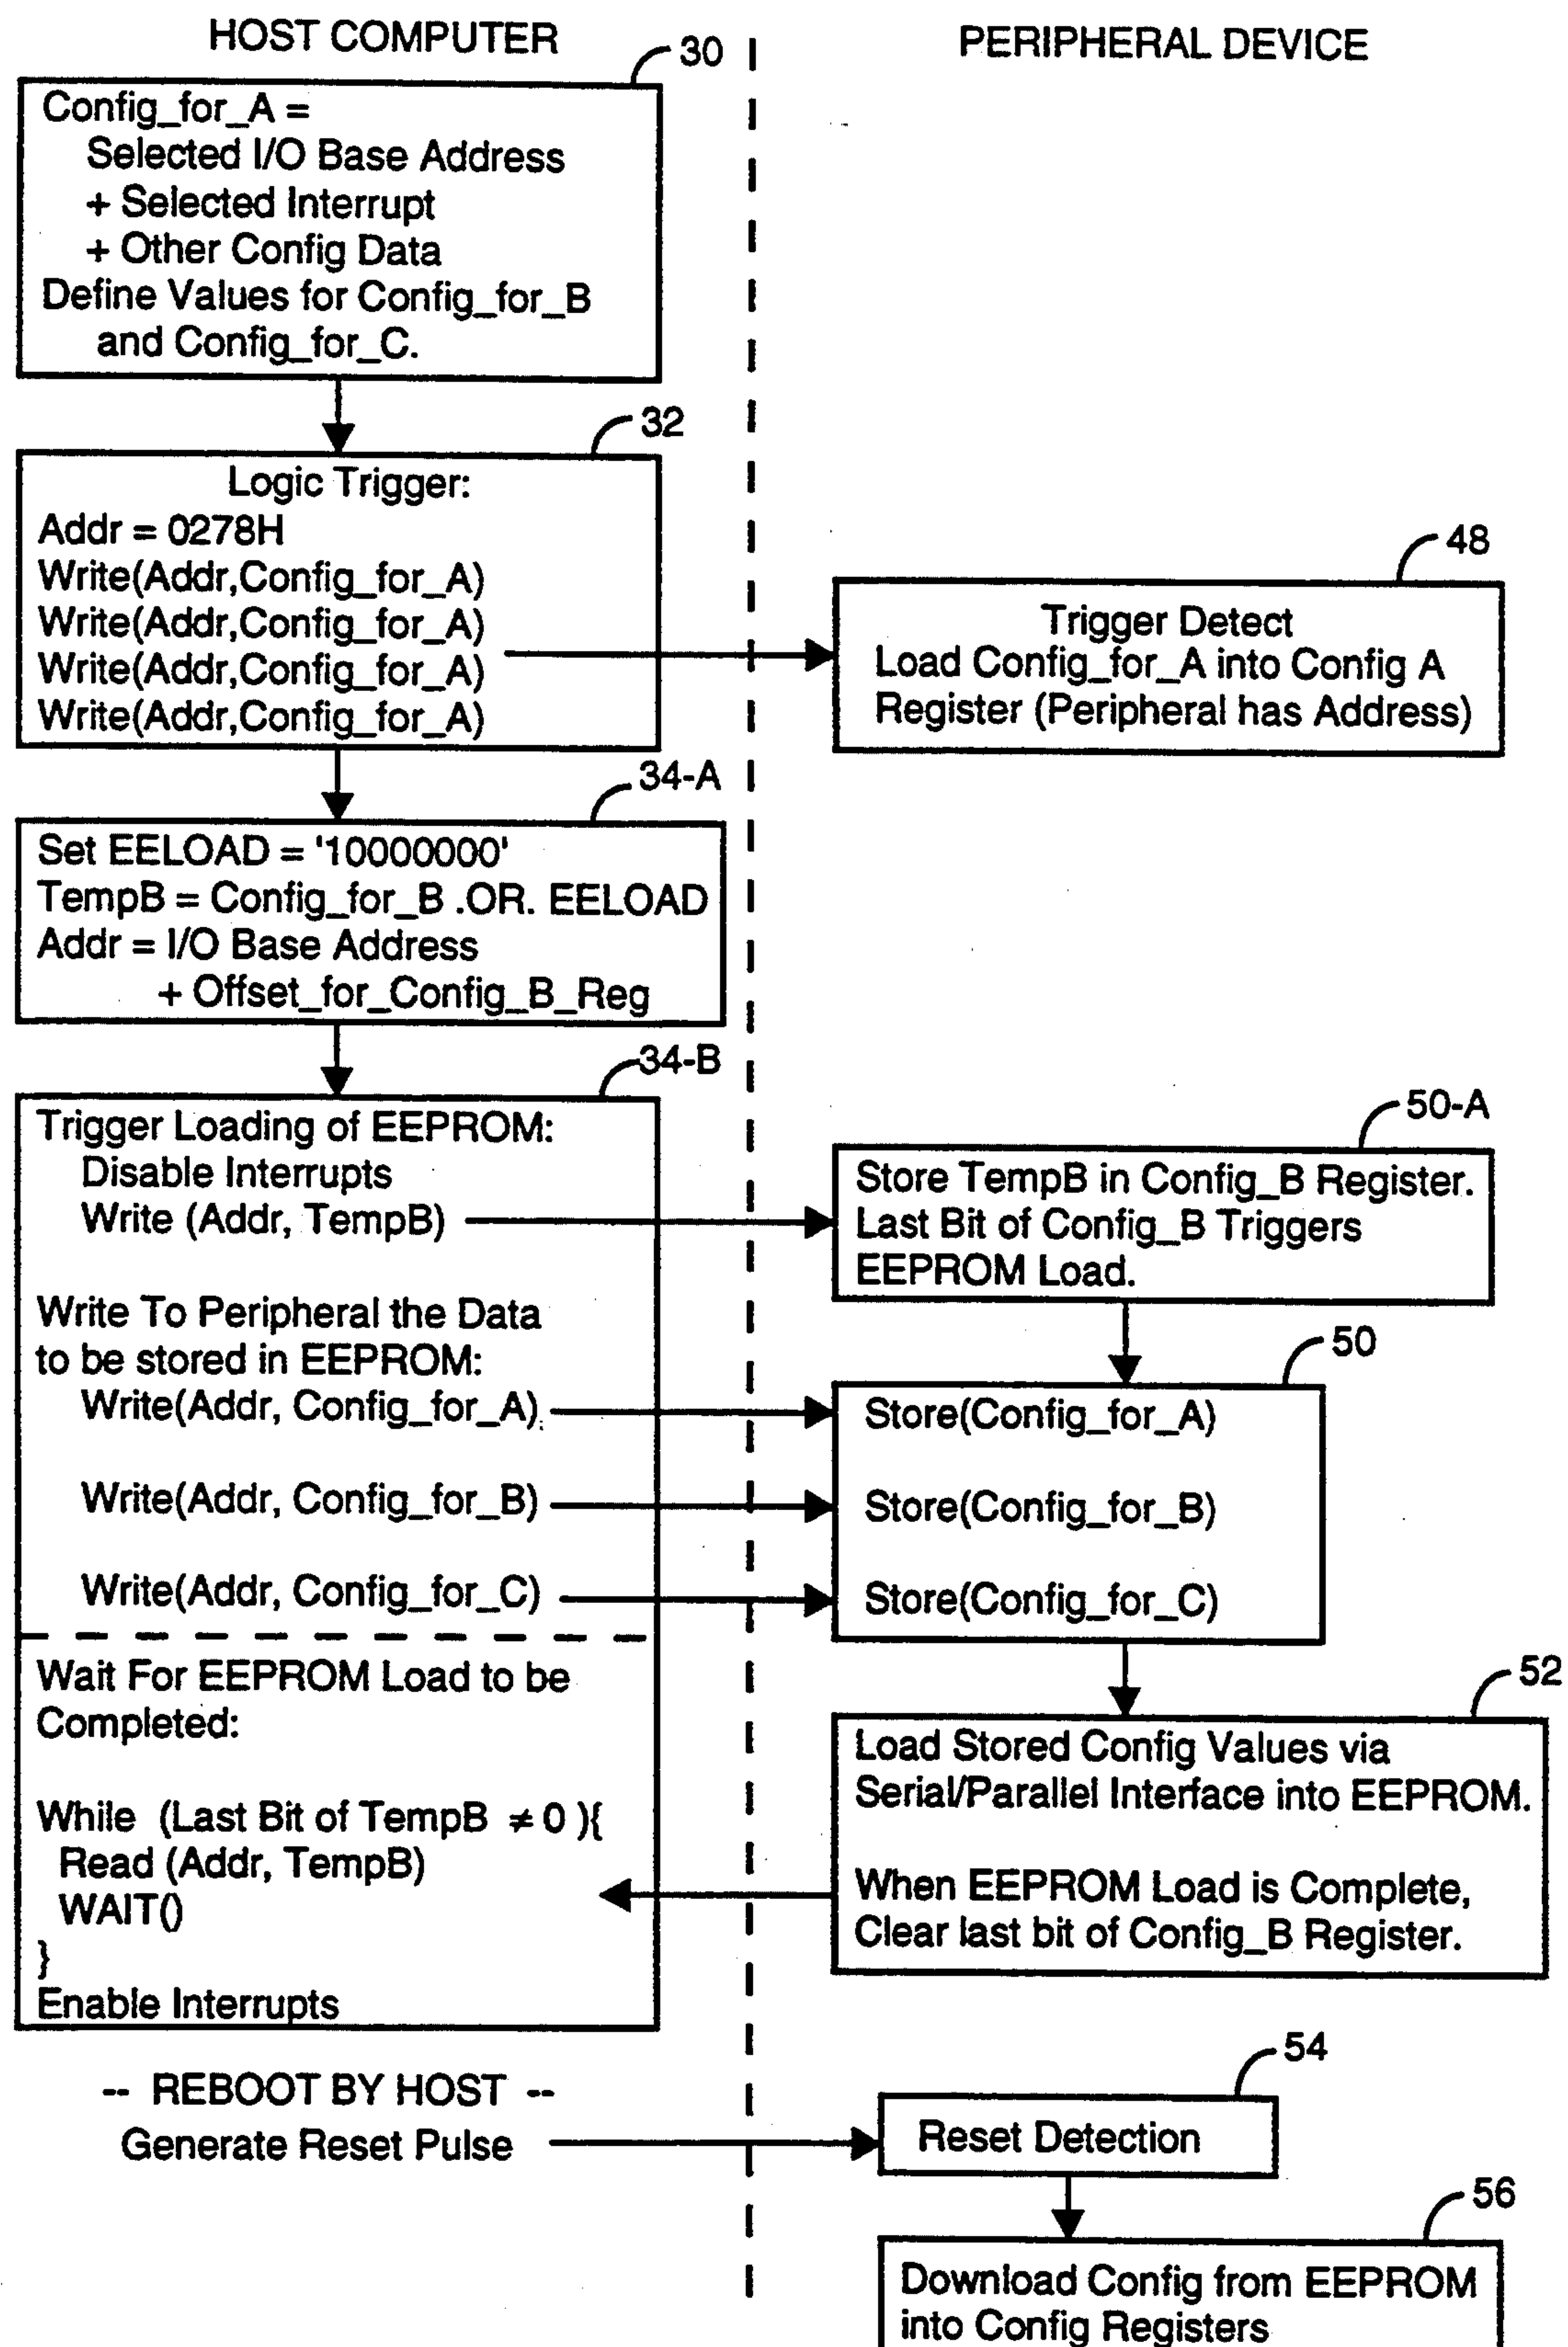 HOST COMPUTER
PERIPHERAL DEVICE
30
Config_for_A =
Selected I/O Base Address
+ Selected Interrupt
+ Other Config Data
Define Values for Config_for_B
and Config_for_C.
32
Logic Trigger:
Addr = 0278H
Write(Addr,Config_for_A)
Write(Addr,Config_for_A)
Write(Addr,Config_for_A)
Write(Addr,Config_for_A)
48
Trigger Detect
Load Config_for_A into Config A
Register (Peripheral has Address)
34-A
Set EELOAD = '10000000'
TempB = Config_for_B .OR. EELOAD
Addr = I/O Base Address
+ Offset_for_Config_B_Reg
34-B
Trigger Loading of EEPROM:
Disable Interrupts
Write (Addr, TempB)
Write To Peripheral the Data
to be stored in EEPROM:
Write(Addr, Config_for_A)
Write(Addr, Config_for_B)
Write(Addr, Config_for_C)
Wait For EEPROM Load to be
Completed:
While (Last Bit of TempB ≠ 0 ){
Read (Addr, TempB)
WAIT()
}
Enable Interrupts
50-A
Store TempB in Config_B Register.
Last Bit of Config_B Triggers
EEPROM Load.
50
Store(Config_for_A)
Store(Config_for_B)
Store(Config_for_C)
52
Load Stored Config Values via
Serial/Parallel Interface into EEPROM.
When EEPROM Load is Complete,
Clear last bit of Config_B Register.
-- REBOOT BY HOST --
Generate Reset Pulse
54
Reset Detection
56
Download Config from EEPROM
into Config Registers